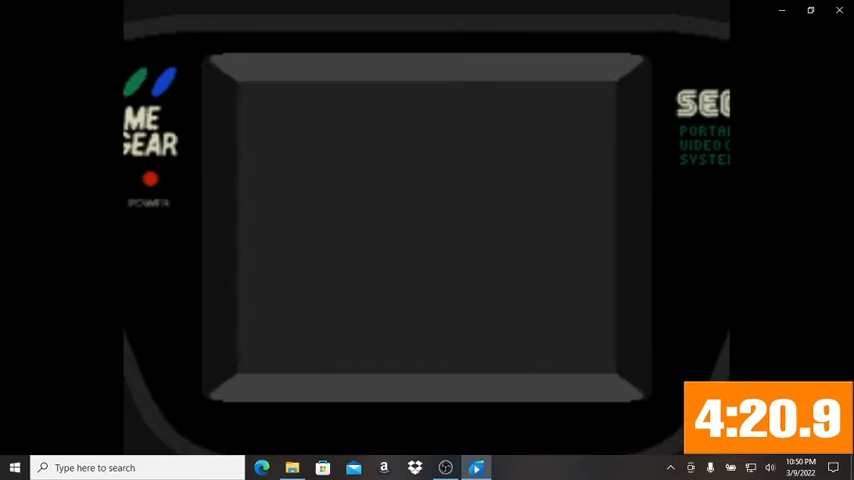 ME
GEAR
POWER
SEG
PORTA
VIDEO
SYSTE
4:20.9
Type here to search
10:50 PM
3/9/2022